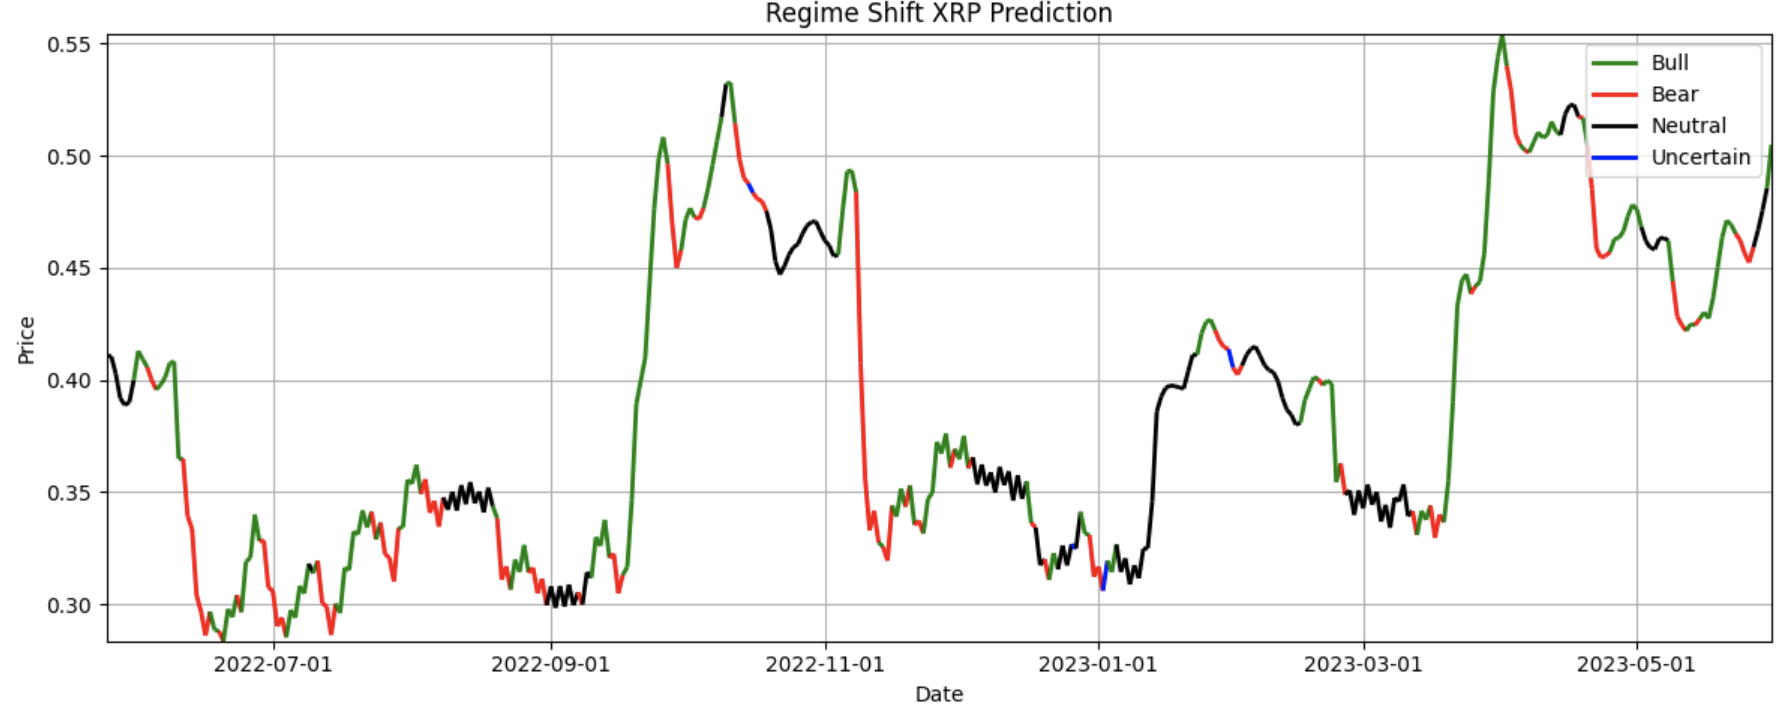 Regime Shift XRP Prediction
Price
0.55
0.50
0.45
0.40
0.35
0.30
Bull
Bear
Neutral
Uncertain
2022-07-01 2022-09-01 2022-11-01 2023-01-01 2023-03-01 2023-05-01
Date